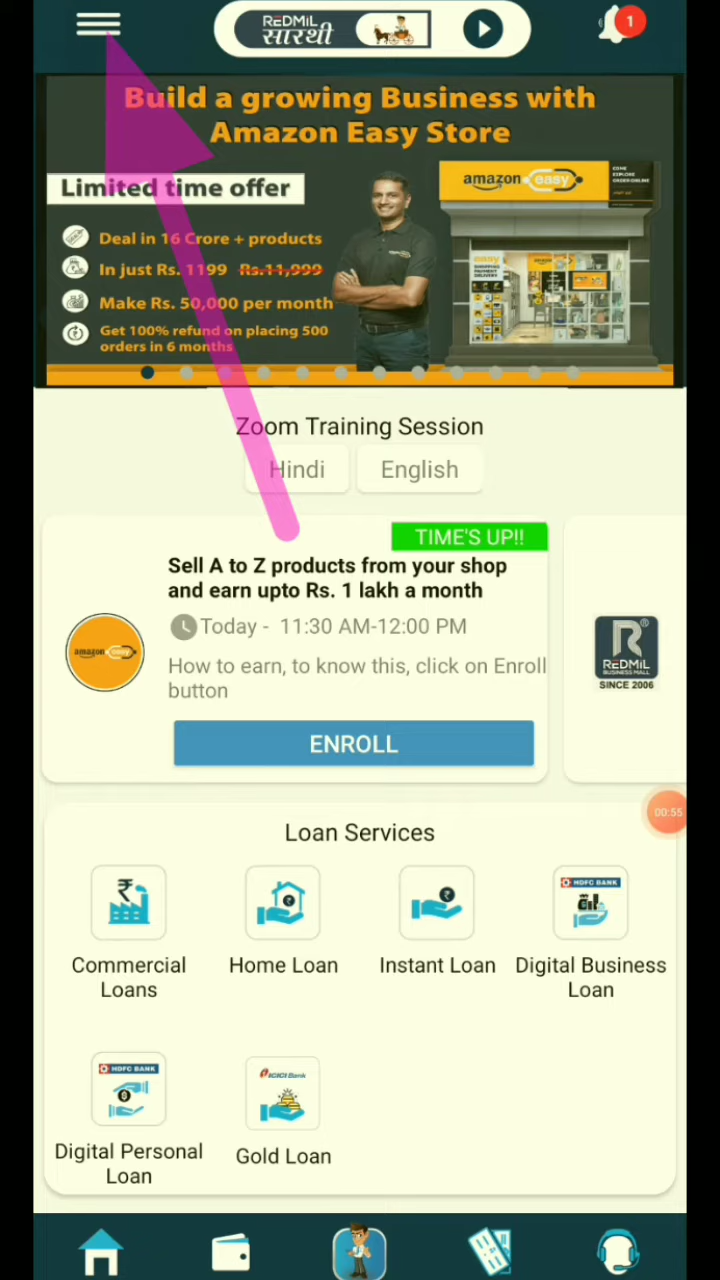 REDMiL
सारथी
1
Build a growing Business with
Amazon Easy Store
Limited time offer
Deal in 16 Crore + products
In just Rs. 1199 Rs.11,999
Make Rs. 50,000 per month
Get 100% refund on placing 500
orders in 6 months
amazon easy
Zoom Training Session
Hindi English
TIME'S UP!!
Sell A to Z products from your shop
and earn upto Rs. 1 lakh a month
Today - 11:30 AM-12:00 PM
How to earn, to know this, click on Enroll
button
ENROLL
amazon easy
R®
REDMiL
BUSINESS MALL
SINCE 2006
00:55
Loan Services
HDFC BANK
Commercial Home Loan Instant Loan Digital Business
Loans Loan
HDFC BANK ICICI Bank
Digital Personal Gold Loan
Loan